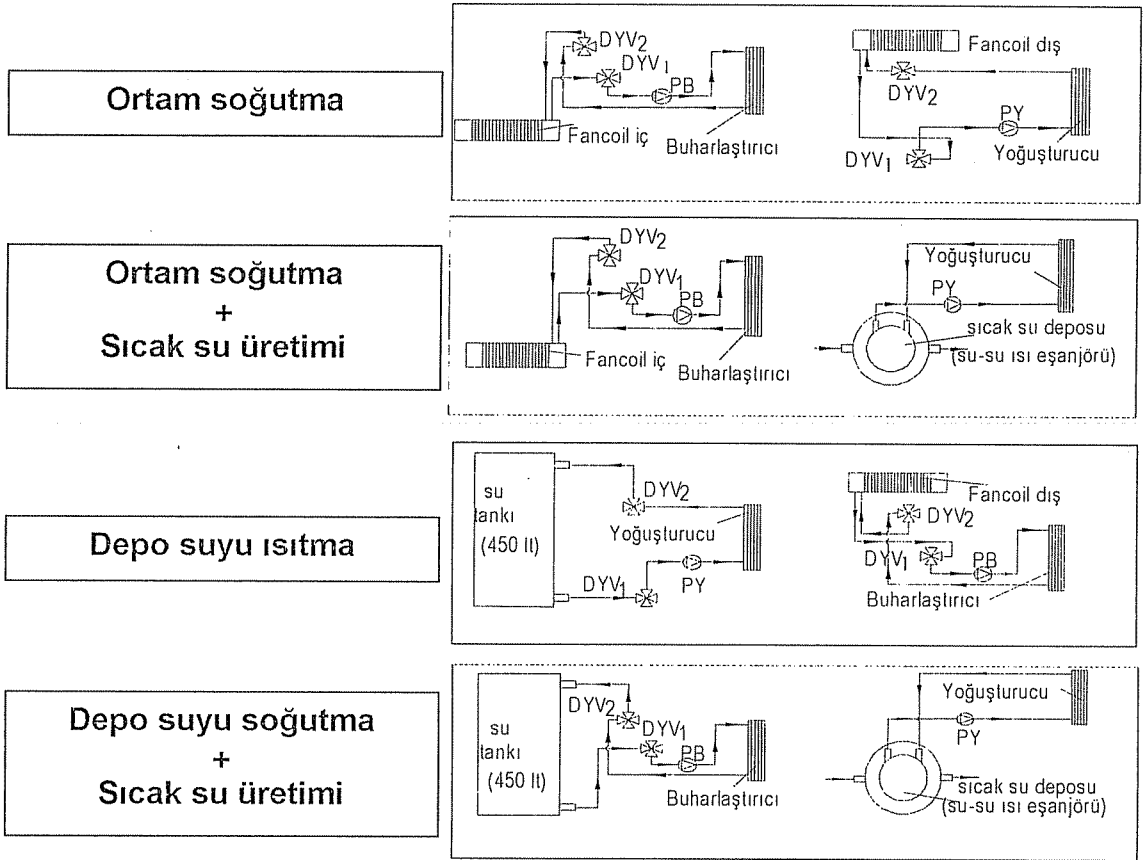 Ortam soğutma
DYV2
DYV1
PB
Fancoil iç
Buharlaştırıcı
Fancoil dış
DYV2
PY
DYV1
Yoğuşturucu
Ortam soğutma
+
Sıcak su üretimi
DYV2
DYV1
PB
Fancoil iç
Buharlaştırıcı
Yoğuşturucu
PY
sıcak su deposu
(su-su ısı eşanjörü)
Depo suyu ısıtma
su
tankı
(450 lt)
DYV2
Yoğuşturucu
DYV1
PY
Fancoil dış
DYV2
DYV1
PB
Buharlaştırıcı
Depo suyu soğutma
+
Sıcak su üretimi
su
tankı
(450 lt)
DYV2
DYV1
PB
Buharlaştırıcı
Yoğuşturucu
PY
sıcak su deposu
(su-su ısı eşanjörü)